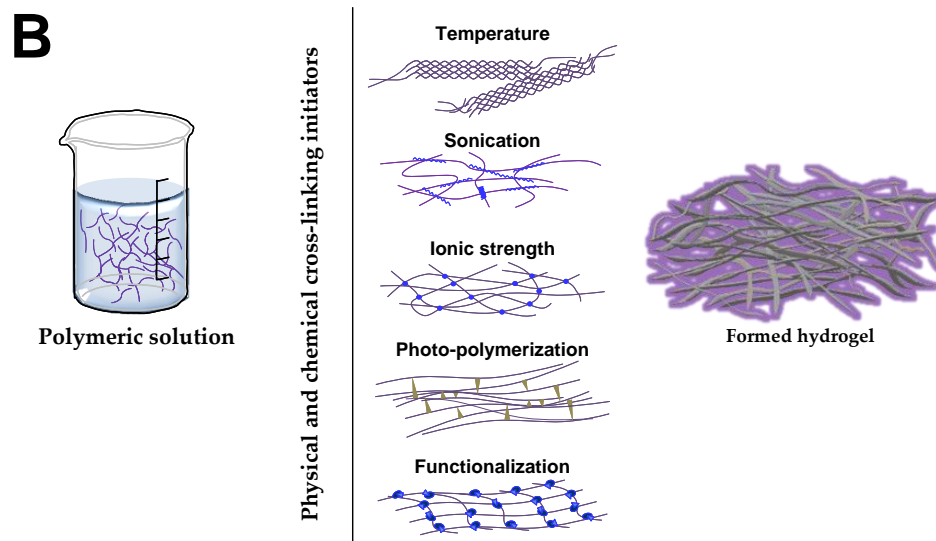 B
Polymeric solution
Physical and chemical cross-linking initiators
Temperature
Sonication
Ionic strength
Photo-polymerization
Functionalization
Formed hydrogel